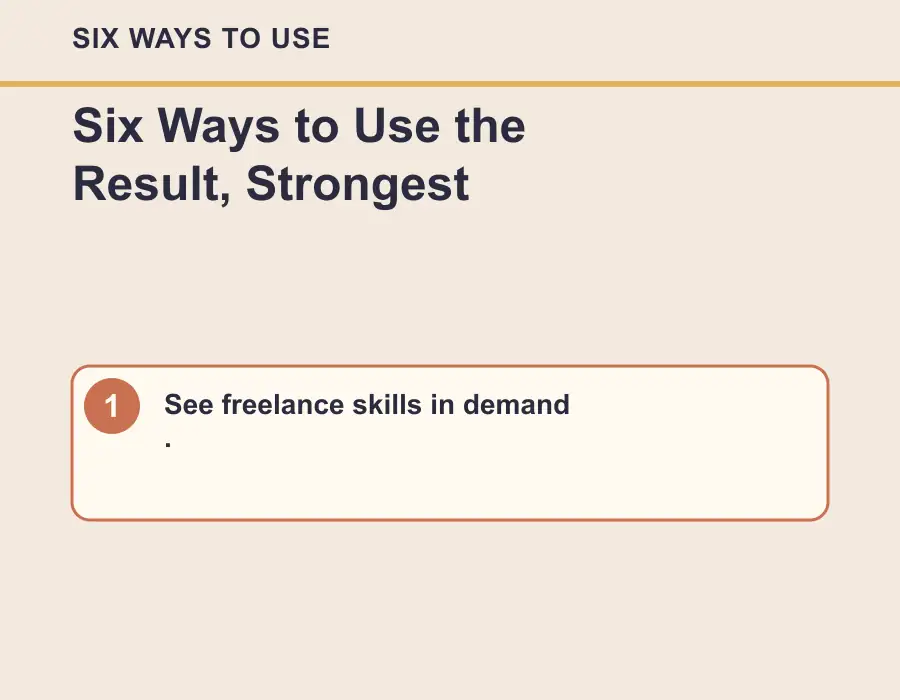 SIX WAYS TO USE
Six Ways to Use the
Result, Strongest
1
See freelance skills in demand
.